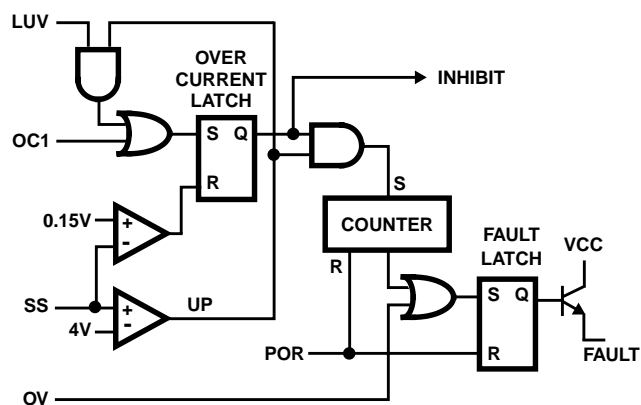 LUV
OVER
CURRENT
LATCH
INHIBIT
OC1
S Q
R
0.15V
+
-
S
COUNTER
R
FAULT
LATCH
VCC
SS
+
-
4V
UP
S Q
R
POR
FAULT
OV